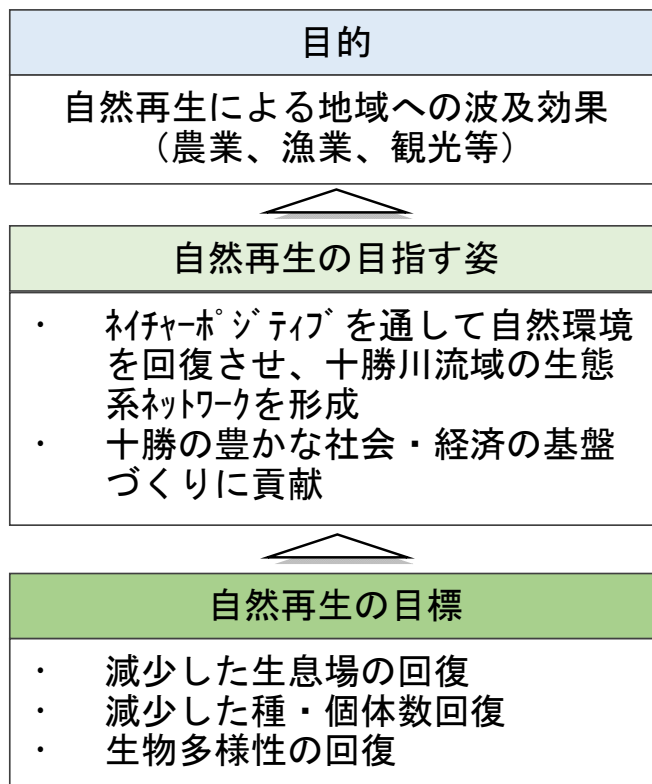 目的
自然再生による地域への波及効果
（農業、漁業、観光等）
自然再生の目指す姿
・ ﾈｲﾁｬｰﾎﾟｼﾞﾃｨﾌﾞを通して自然環境
を回復させ、十勝川流域の生態
系ﾈｯﾄﾜｰｸを形成
・ 十勝の豊かな社会・経済の基盤
づくりに貢献
自然再生の目標
・ 減少した生息場の回復
・ 減少した種・個体数回復
・ 生物多様性の回復